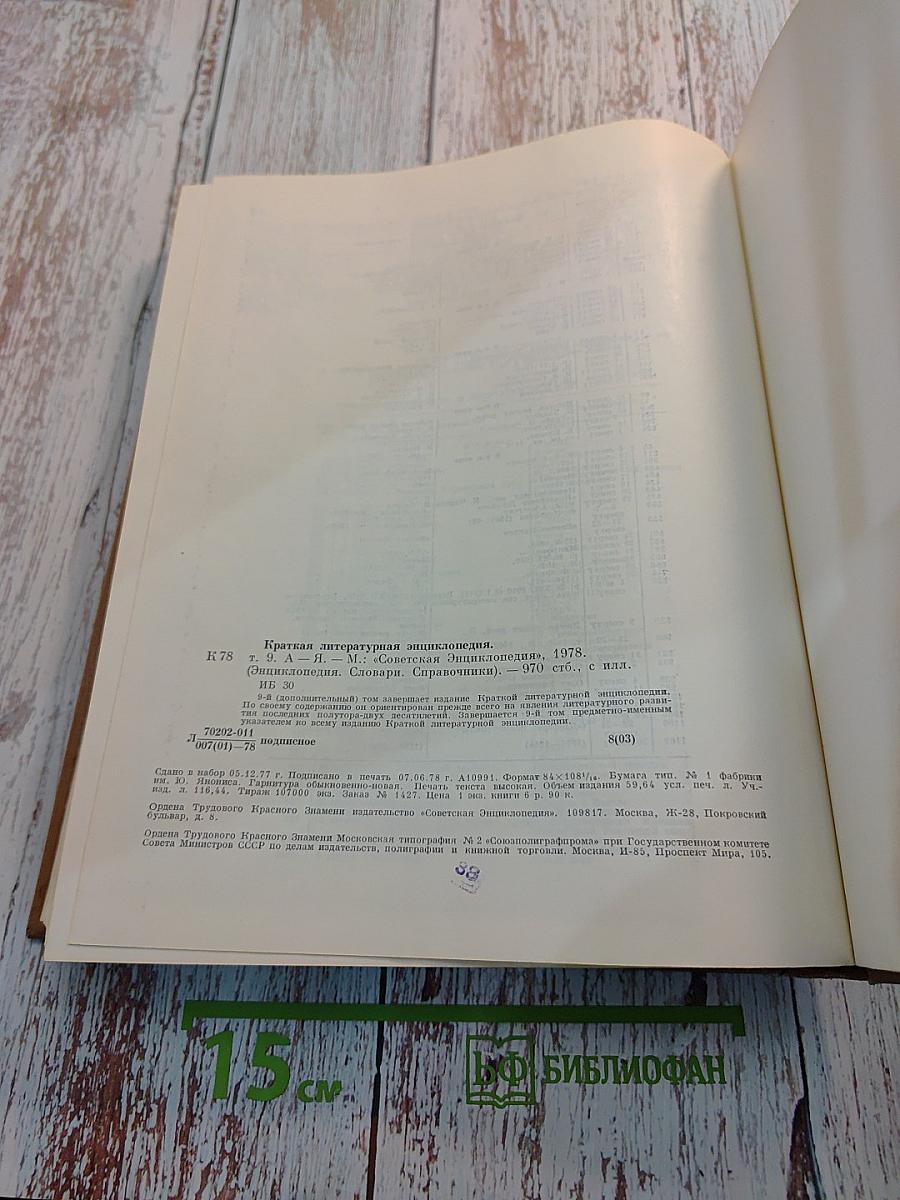 Краткая литературная энциклопедия.
К 78 т. 9. А — Я. — М.: «Советская Энциклопедия», 1978.
(Энциклопедия. Словари. Справочники). — 970 стб., с илл.
ИБ 30
9-й (дополнительный) том завершает издание Краткой литературной энциклопедии.
По своему содержанию он ориентирован прежде всего на явления литературного разви-
тия последних полутора-двух десятилетий. Завершается 9-й том предметно-именным
указателем ко всему изданию Краткой литературной энциклопедии.
Л 70202-011
007(01)—78 подписное 8(03)
Сдано в набор 05.12.77 г. Подписано в печать 07.06.78 г. А10991. Формат 84×108¹/₁₆. Бумага тип. № 1 фабрики
им. Ю. Янониса. Гарнитура обыкновенно-новая. Печать текста высокая. Объем издания 59,64 усл. печ. л. Уч.-
изд. л. 116,44. Тираж 107000 экз. Заказ № 1427. Цена 1 экз. книги 6 р. 90 к.
Ордена Трудового Красного Знамени издательство «Советская Энциклопедия». 109817. Москва, Ж-28, Покровский
бульвар, д. 8.
Ордена Трудового Красного Знамени Московская типография № 2 «Союзполиграфпрома» при Государственном комитете
Совета Министров СССР по делам издательств, полиграфии и книжной торговли. Москва, И-85, Проспект Мира, 105.
15 см
БФ БИБЛИОФАН